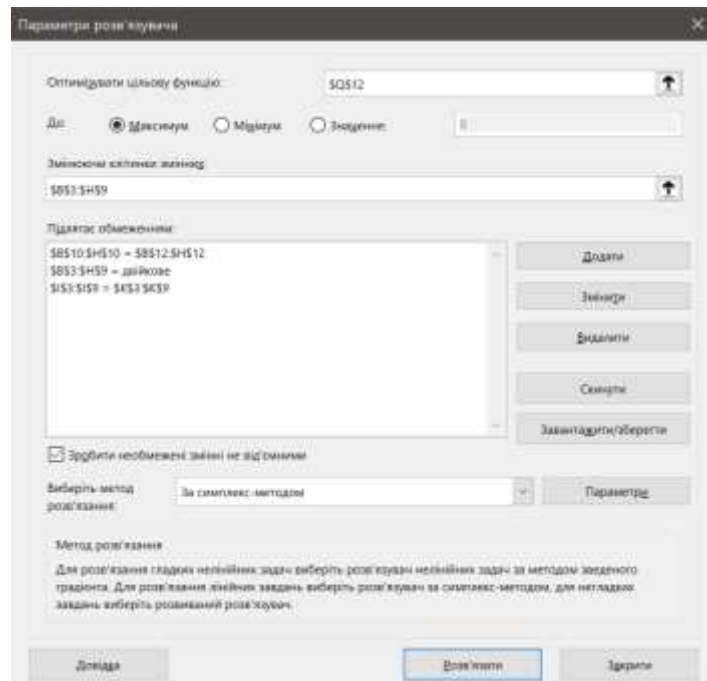 Параметри розв'язувача
Оптимізувати цільову функцію: $Q$12
До: Максимум Мінімум Значення: 0
Змінюючи клітинки змінних:
$B$3:$H$9
Підлягає обмеженням:
$B$10:$H$10 = $B$12:$H$12
$B$3:$H$9 = двійкове
$I$3:$I$9 = $K$3:$K$9
Додати
Змінити
Видалити
Скинути
Завантажити/зберегти
Зробити необмежені змінні не від'ємними
Виберіть метод розв'язання: За симплекс-методом Параметри
Метод розв'язання
Для розв'язання гладких нелінійних задач виберіть розв'язувач нелінійних задач за методом зведеного
градієнта. Для розв'язання лінійних завдань виберіть розв'язувач за симплекс-методом, для негладких
завдань виберіть розвиваний розв'язувач.
Довідка Розв'язати Закрити